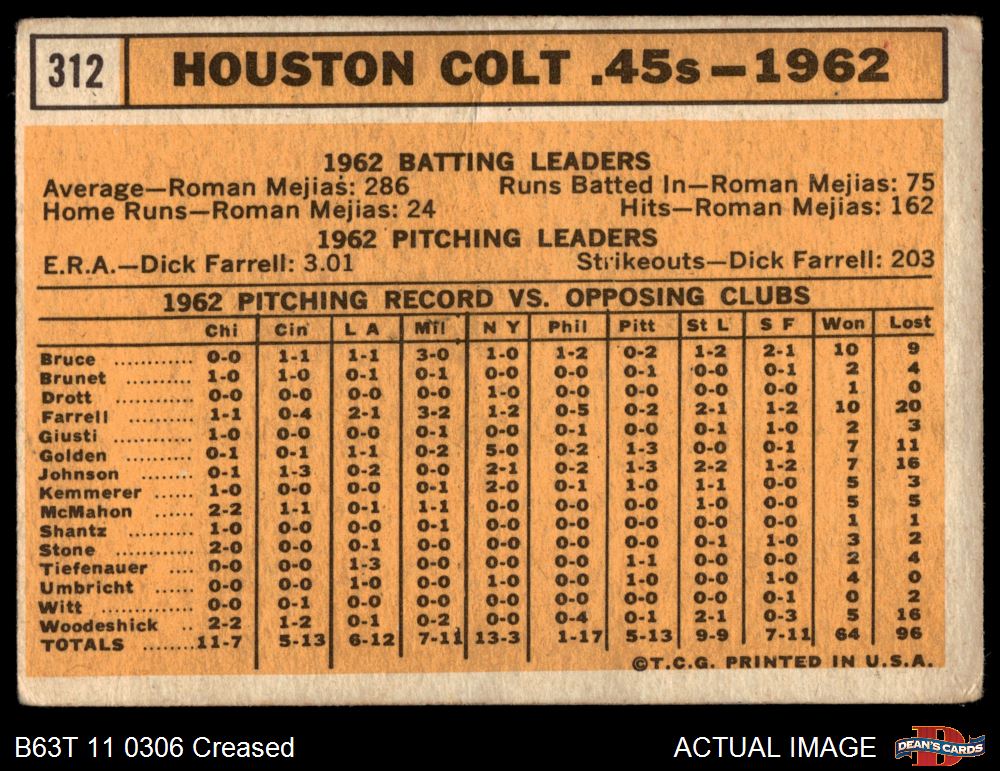 312 HOUSTON COLT .45s—1962
1962 BATTING LEADERS
Average—Roman Mejias: 286 Runs Batted In—Roman Mejias: 75
Home Runs—Roman Mejias: 24 Hits—Roman Mejias: 162
1962 PITCHING LEADERS
E.R.A.—Dick Farrell: 3.01 Strikeouts—Dick Farrell: 203
1962 PITCHING RECORD VS. OPPOSING CLUBS
Chi Cin L A Mil N Y Phil Pitt St L S F Won Lost
Bruce ........... 0-0 1-1 1-1 3-0 1-0 1-2 0-2 1-2 2-1 10 9
Brunet .......... 1-0 1-0 0-1 0-1 0-0 0-0 0-1 0-0 0-1 2 4
Drott ........... 0-0 0-0 0-0 0-0 1-0 0-0 0-0 0-0 0-0 1 0
Farrell ......... 1-1 0-4 2-1 3-2 1-2 0-5 0-2 2-1 1-2 10 20
Giusti .......... 1-0 0-0 0-0 0-1 0-0 0-1 0-0 0-1 1-0 2 3
Golden .......... 0-1 0-1 1-1 0-2 5-0 0-2 1-3 0-0 0-1 7 11
Johnson ....... 0-1 1-3 0-2 0-0 2-1 0-2 1-3 2-2 1-2 7 16
Kemmerer ...... 1-0 0-0 0-0 0-1 2-0 0-1 1-0 1-1 0-0 5 3
McMahon ...... 2-2 1-1 0-1 1-1 0-0 0-0 0-0 0-0 0-0 5 5
Shantz .......... 1-0 0-0 0-0 0-1 0-0 0-0 0-0 0-0 0-0 1 1
Stone ........... 2-0 0-0 0-1 0-0 0-0 0-0 0-0 0-1 1-0 3 2
Tiefenauer .... 0-0 0-0 1-3 0-0 0-0 0-0 1-1 0-0 0-0 2 4
Umbricht ...... 0-0 0-0 1-0 0-0 1-0 0-0 1-0 0-0 1-0 4 0
Witt ............. 0-0 0-1 0-0 0-0 0-0 0-0 0-0 0-0 0-1 0 2
Woodeshick .. 2-2 1-2 0-1 0-2 0-0 0-4 0-1 2-1 0-3 5 16
TOTALS ........ 11-7 5-13 6-12 7-11 13-3 1-17 5-13 9-9 7-11 64 96
©T.C.G. PRINTED IN U.S.A.
B63T 11 0306 Creased ACTUAL IMAGE DEAN'S CARDS